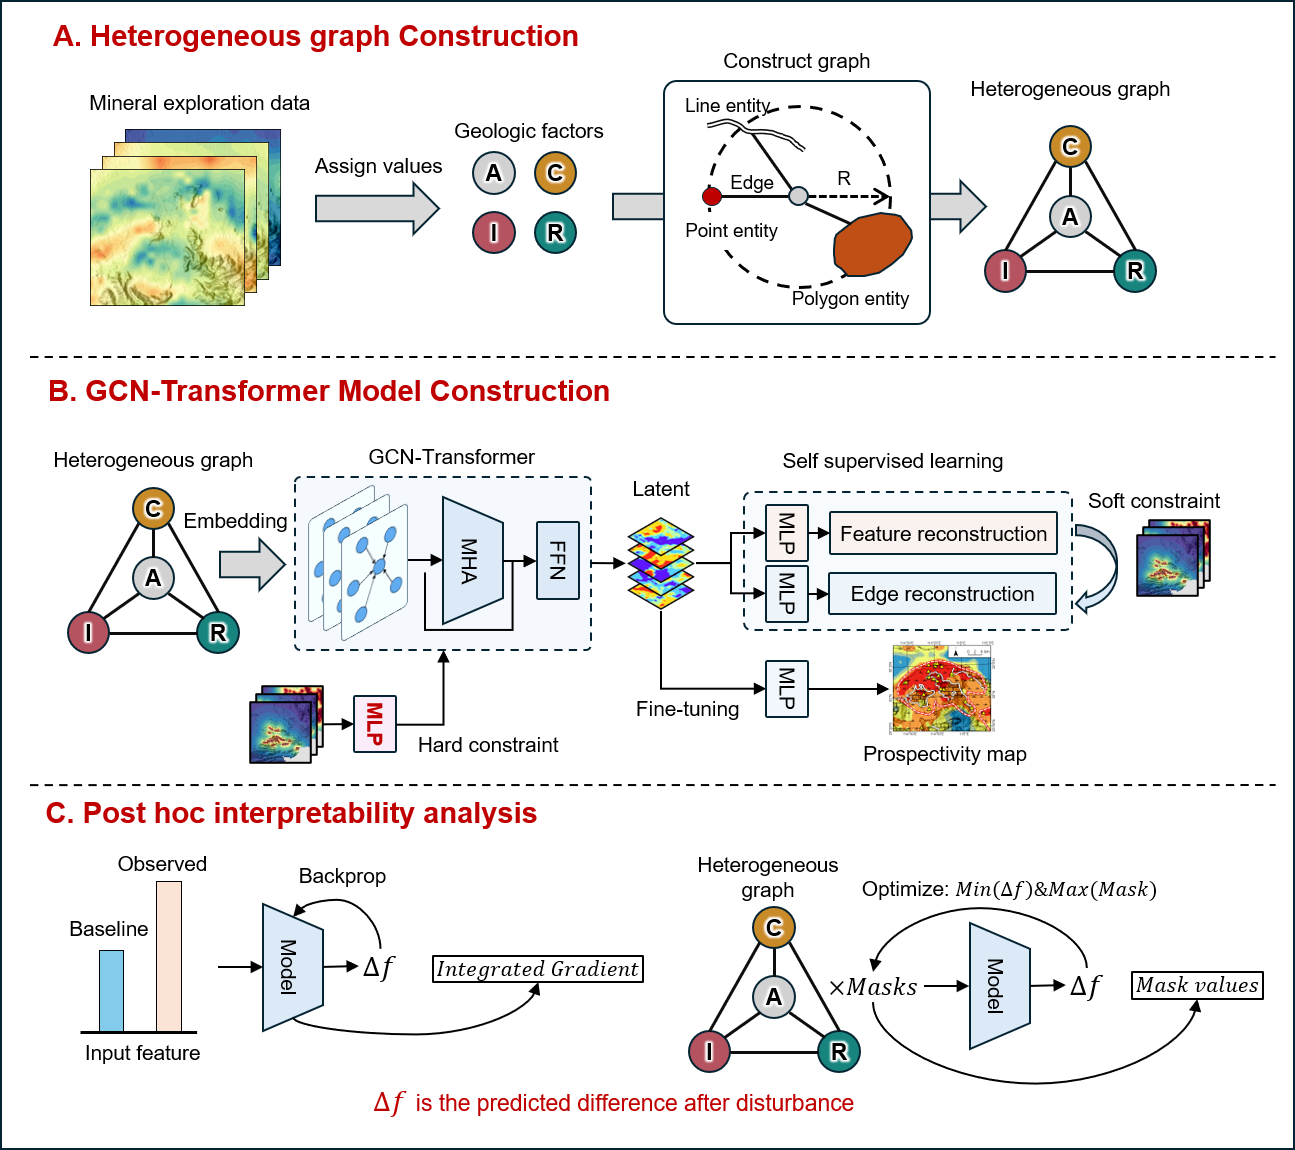 A. Heterogeneous graph Construction
Mineral exploration data
Assign values
Geologic factors
A
C
I
R
Construct graph
Line entity
Edge
R
Point entity
Polygon entity
Heterogeneous graph
C
A
I
R
B. GCN-Transformer Model Construction
Heterogeneous graph
C
A
I
R
Embedding
GCN-Transformer
MHA
FFN
MLP
Hard constraint
Latent
Self supervised learning
MLP
Feature reconstruction
MLP
Edge reconstruction
Soft constraint
Fine-tuning
MLP
Prospectivity map
C. Post hoc interpretability analysis
Observed
Baseline
Input feature
Backprop
Model
Δf
Integrated Gradient
Heterogeneous
graph
C
A
I
R
Optimize: Min(Δf)&Max(Mask)
×Masks
Model
Δf
Mask values
Δf is the predicted difference after disturbance